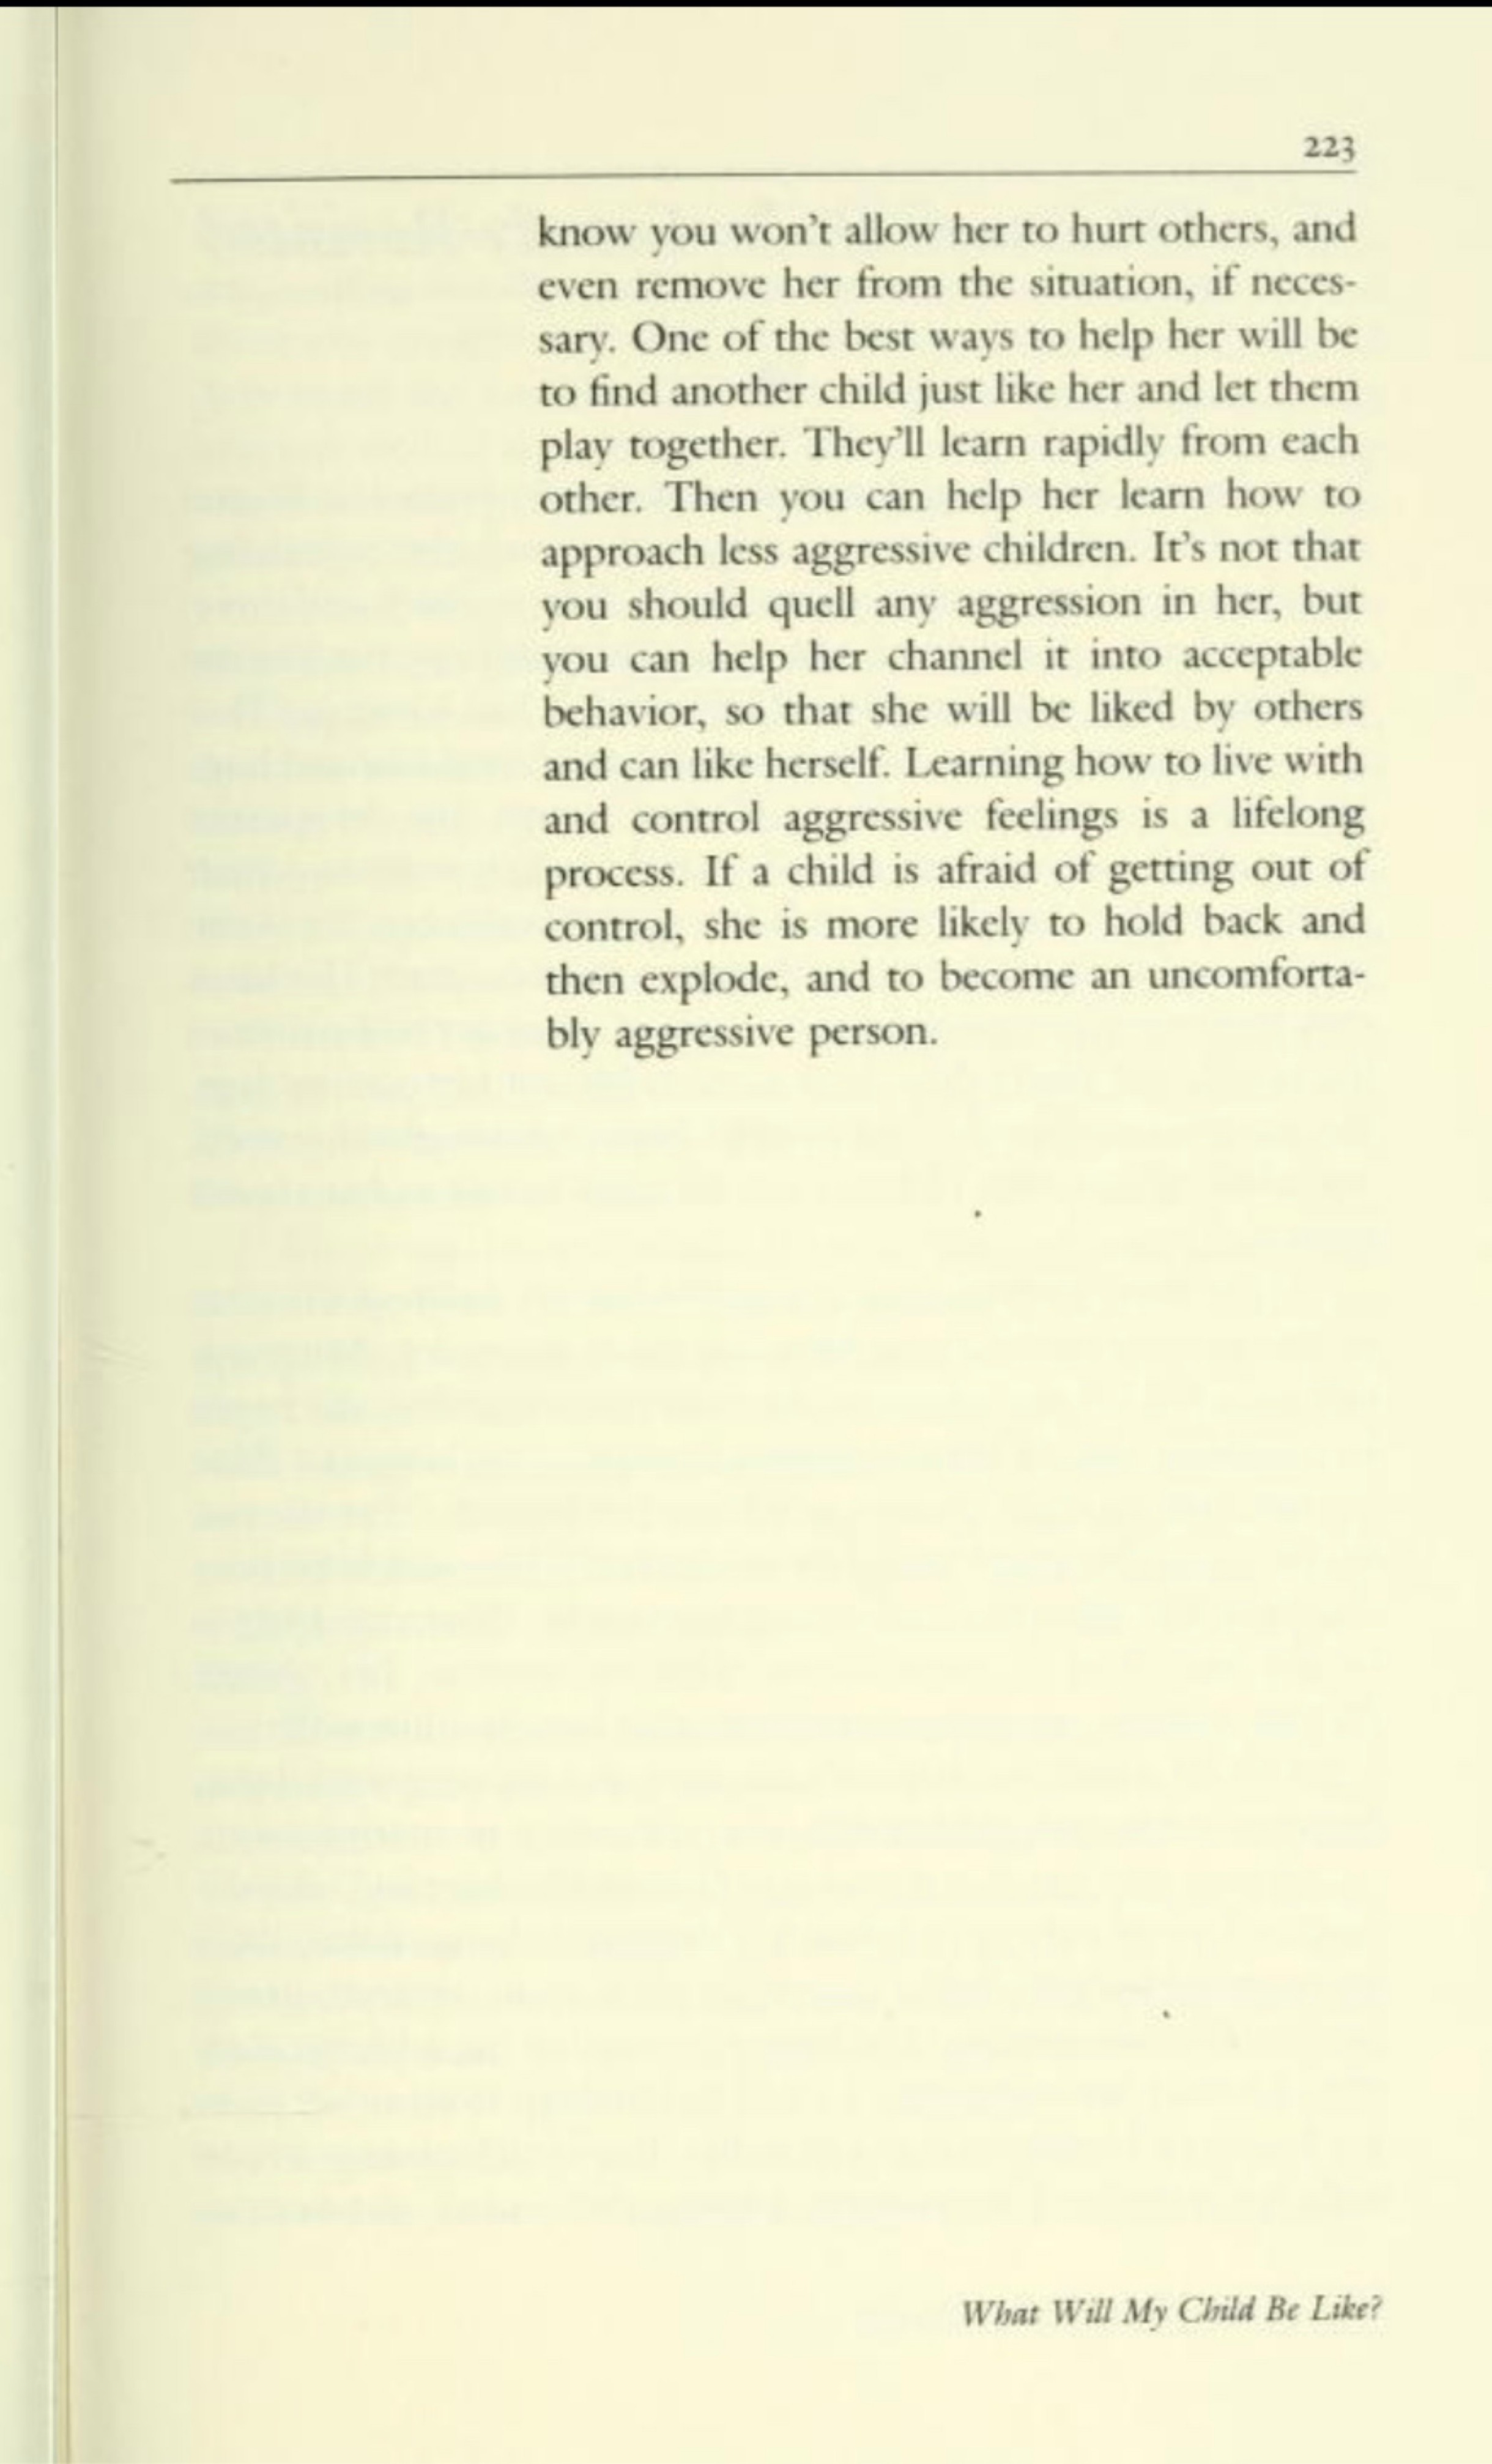 223
know you won't allow her to hurt others, and
even remove her from the situation, if neces-
sary. One of the best ways to help her will be
to find another child just like her and let them
play together. They'll learn rapidly from each
other. Then you can help her learn how to
approach less aggressive children. It's not that
you should quell any aggression in her, but
you can help her channel it into acceptable
behavior, so that she will be liked by others
and can like herself. Learning how to live with
and control aggressive feelings is a lifelong
process. If a child is afraid of getting out of
control, she is more likely to hold back and
then explode, and to become an uncomforta-
bly aggressive person.
What Will My Child Be Like?